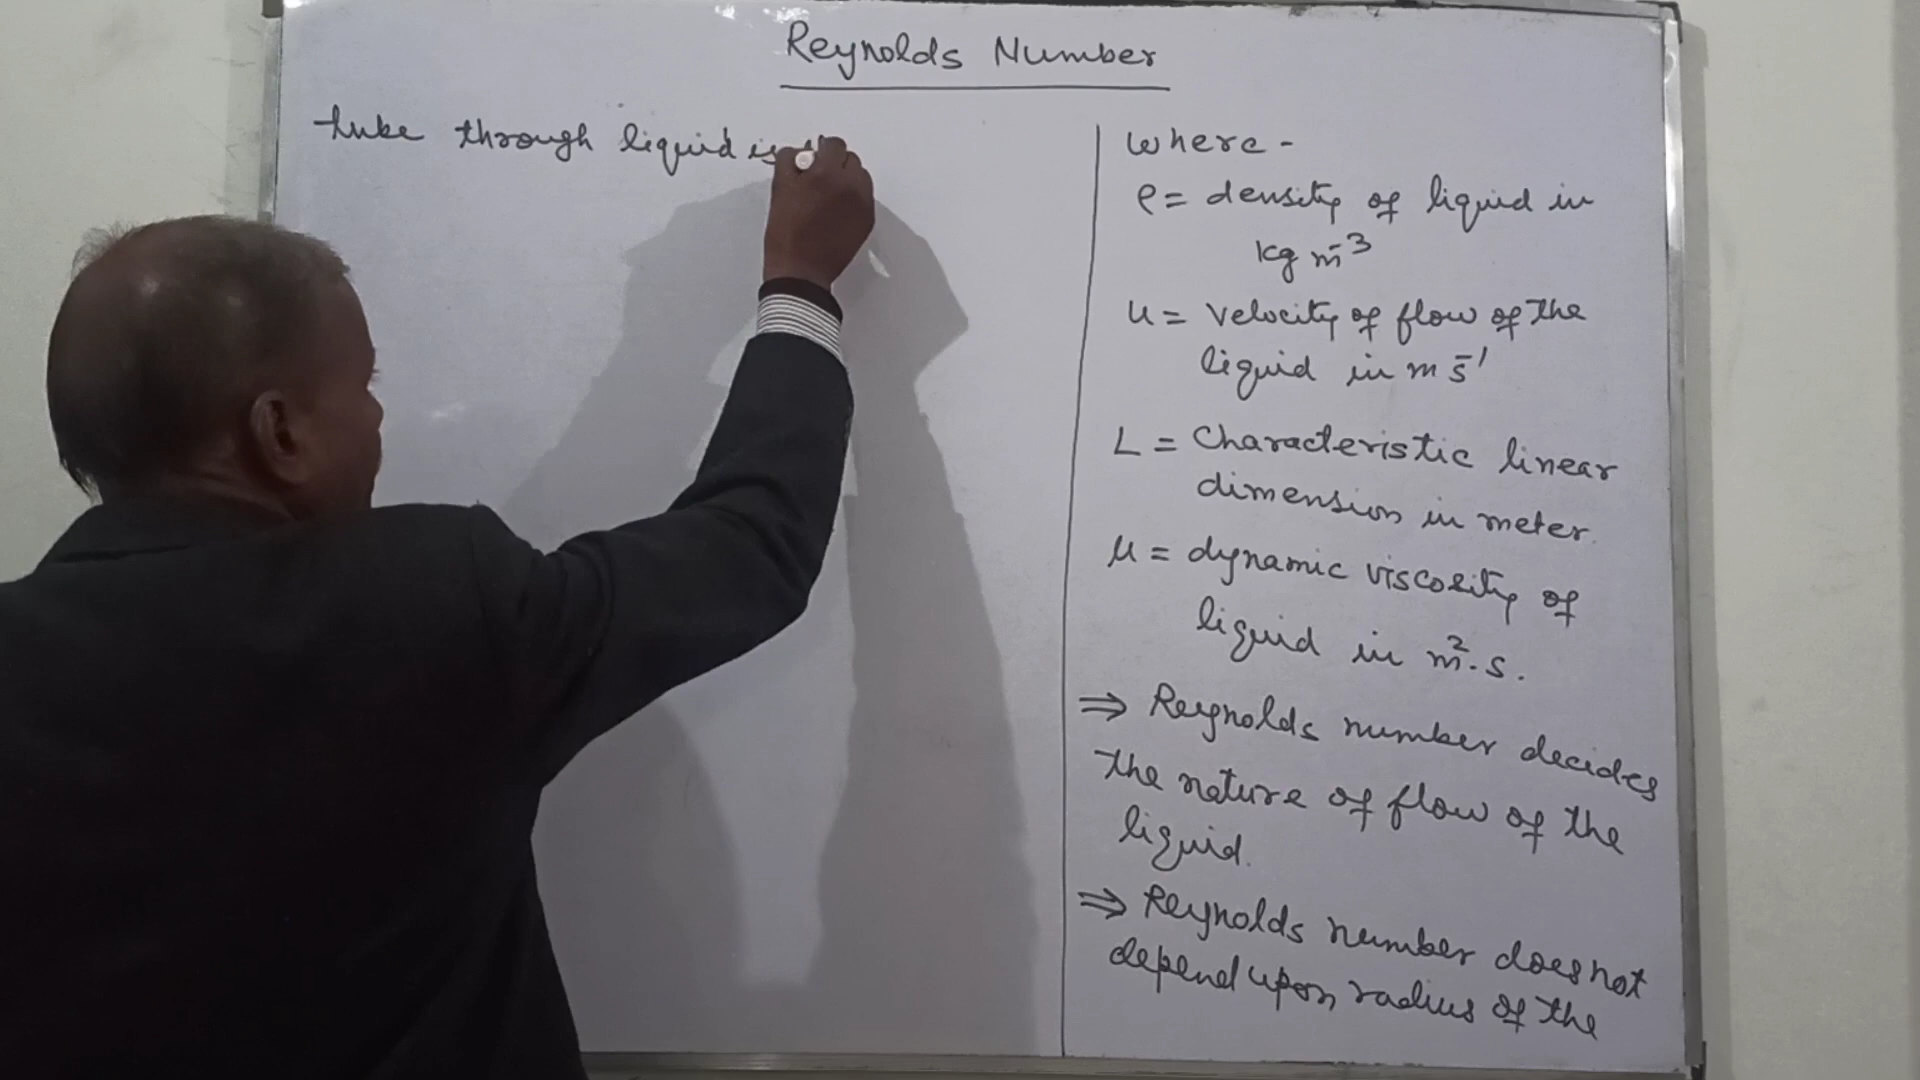 Reynolds Number
tube through liquid is
where-
ρ = density of liquid in
kg m⁻³
u = velocity of flow of the
liquid in m s⁻¹
L = Characteristic linear
dimension in meter.
μ = dynamic viscosity of
liquid in m².s.
⇒ Reynolds number decides
the nature of flow of the
liquid.
⇒ Reynolds number does not
depend upon radius of the